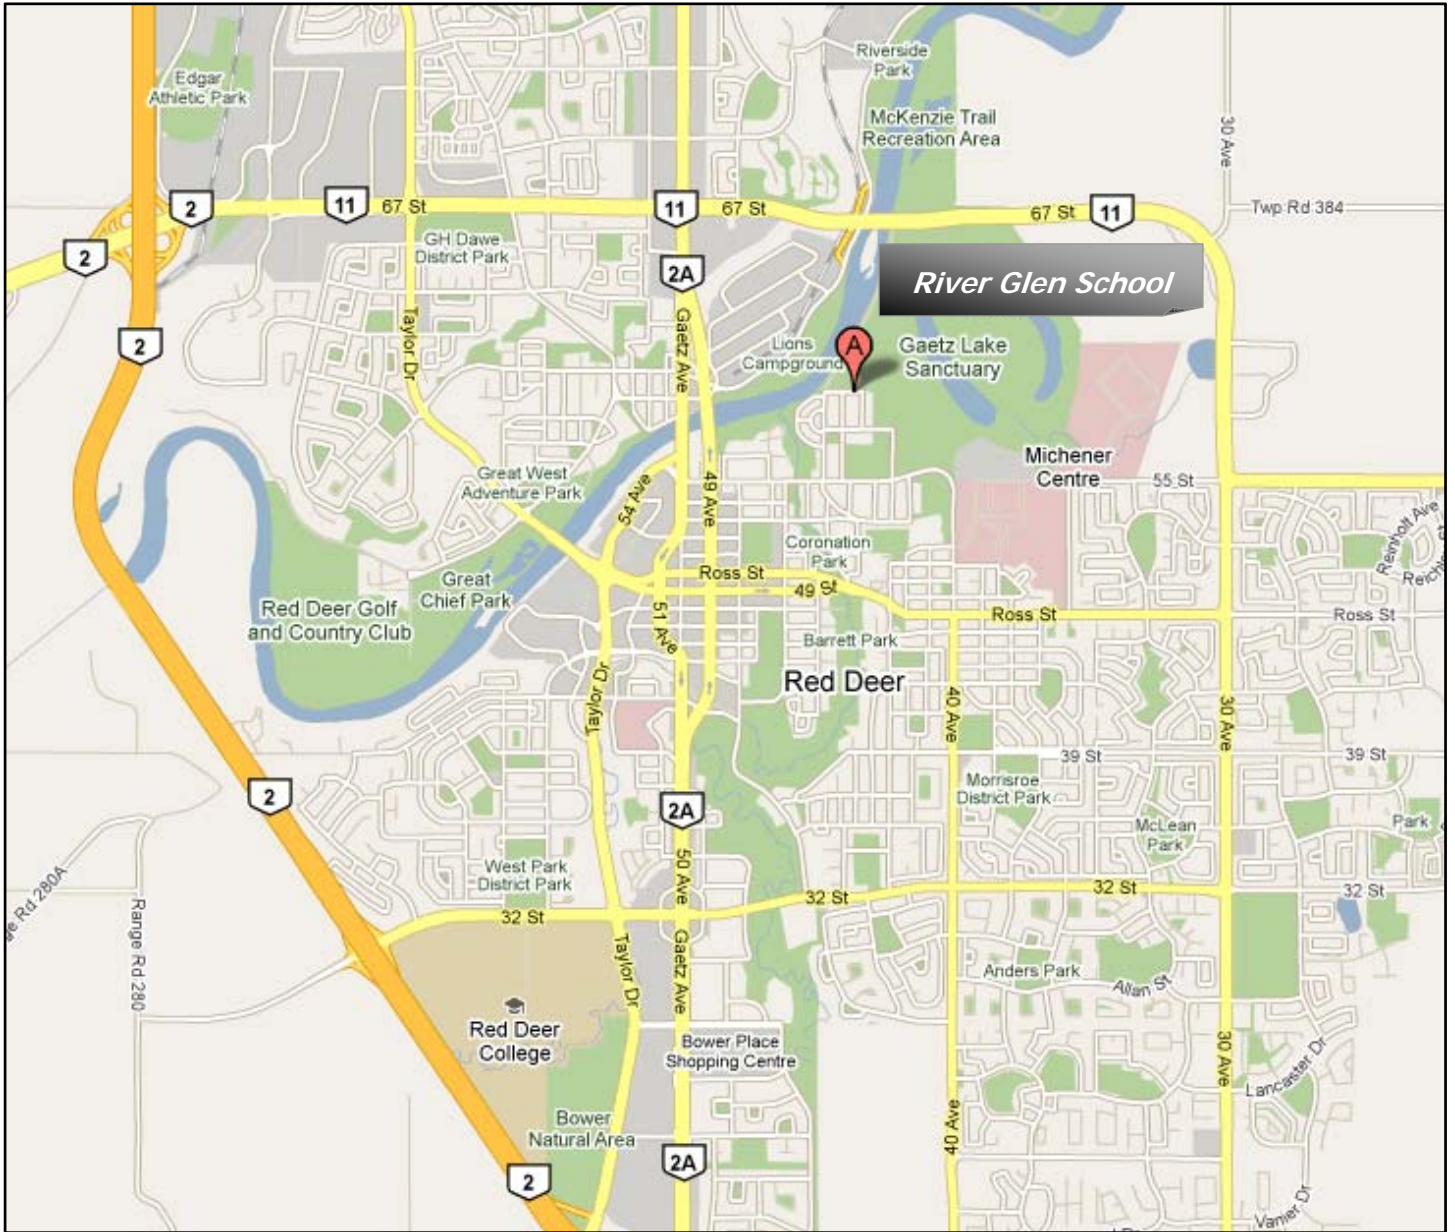 Edgar
Athletic Park
Riverside
Park
McKenzie Trail
Recreation Area
30 Ave
2
11
67 St
11
67 St
67 St
11
Twp Rd 384
2
GH Dawe
District Park
2A
River Glen School
2
Taylor Dr
Gaetz Ave
Lions
Campground
A
Gaetz Lake
Sanctuary
Great West
Adventure Park
54 Ave
49 Ave
Michener
Centre
55 St
Reinholt Ave
Coronation
Park
Great
Chief Park
Ross St
49 St
Red Deer Golf
and Country Club
51 Ave
Ross St
Ross St
Barrett Park
Red Deer
Taylor Dr
40 Ave
30 Ave
39 St
39 St
2
Morrisroe
District Park
2A
McLean
Park
Park
West Park
District Park
50 Ave
32 St
32 St
32 St
32 St
Rd 280A
Range Rd 280
Taylor Dr
Gaetz Ave
Anders Park
Allan St
Red Deer
College
Bower Place
Shopping Centre
30 Ave
Lancaster Dr
Bower
Natural Area
40 Ave
2
2A
Vanier Dr